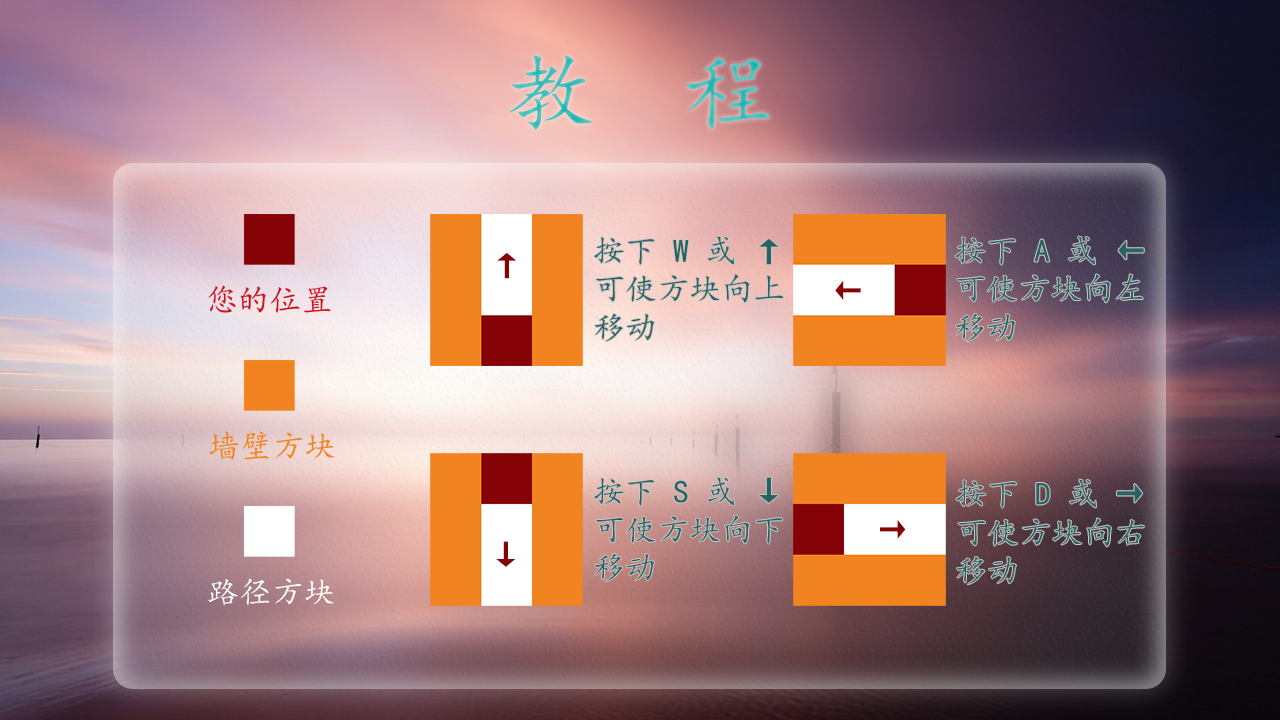 教 程
您的位置
墙壁方块
路径方块
↑
按下 W 或 ↑
可使方块向上
移动
←
按下 A 或 ←
可使方块向左
移动
↓
按下 S 或 ↓
可使方块向下
移动
→
按下 D 或 →
可使方块向右
移动